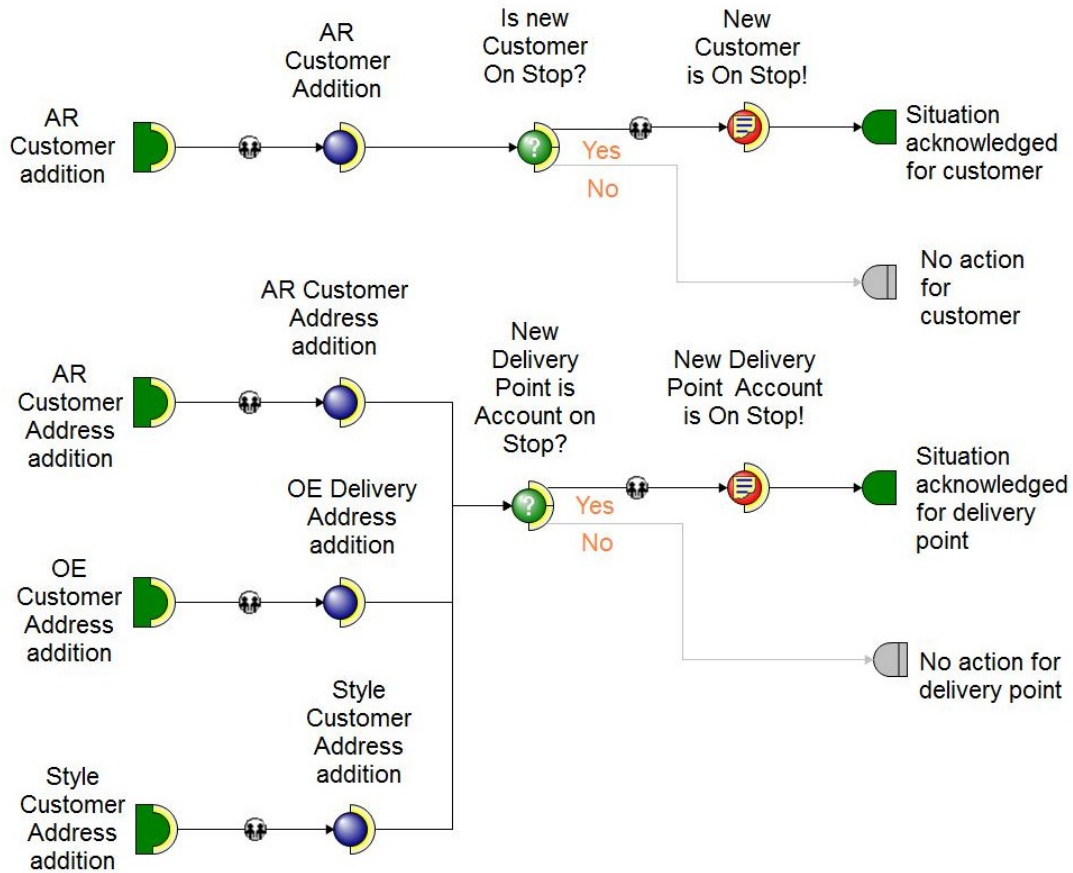 AR
Customer
addition
AR
Customer
Addition
Is new
Customer
On Stop?
New
Customer
is On Stop!
?
Yes
No
Situation
acknowledged
for customer
No action
for
customer
AR
Customer
Address
addition
AR Customer
Address
addition
New
Delivery
Point is
Account on
Stop?
New Delivery
Point Account
is On Stop!
?
Yes
No
Situation
acknowledged
for delivery
point
OE
Customer
Address
addition
OE Delivery
Address
addition
No action for
delivery point
Style
Customer
Address
addition
Style
Customer
Address
addition